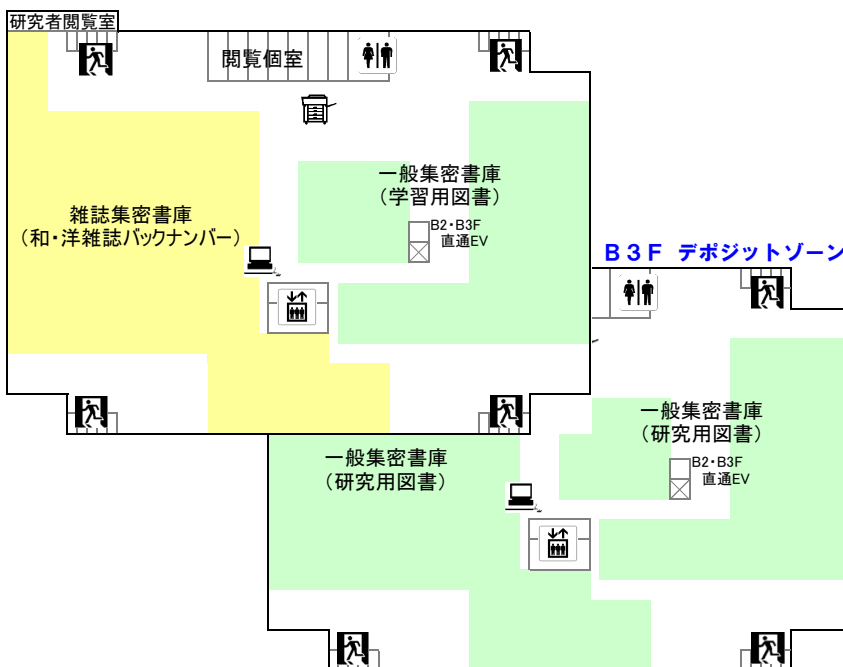 研究者閲覧室
閲覧個室
一般集密書庫
（学習用図書）
雑誌集密書庫
（和・洋雑誌バックナンバー）
B2・B3F
直通EV
Ｂ３Ｆ デポジットゾーン
一般集密書庫
（研究用図書）
B2・B3F
直通EV
一般集密書庫
（研究用図書）